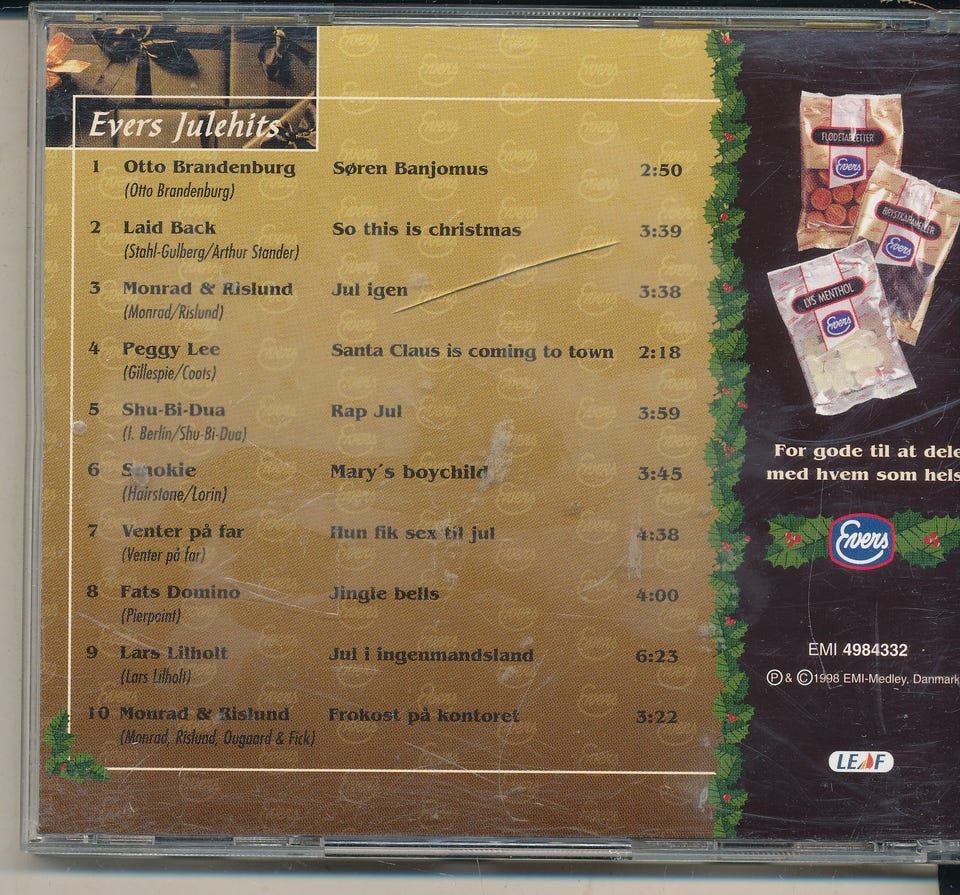 Evers Julehits
1 Otto Brandenburg Søren Banjomus 2:50
(Otto Brandenburg)
2 Laid Back So this is christmas 3:39
(Stahl-Gulberg/Arthur Stander)
3 Monrad & Rislund Jul igen 3:38
(Monrad/Rislund)
4 Peggy Lee Santa Claus is coming to town 2:18
(Gillespie/Coots)
5 Shu-Bi-Dua Rap Jul 3:59
(I. Berlin/Shu-Bi-Dua)
6 Smokie Mary´s boychild 3:45
(Hairstone/Lorin)
7 Venter på far Hun fik sex til jul 4:38
(Venter på far)
8 Fats Domino Jingle bells 4:00
(Pierpoint)
9 Lars Lilholt Jul i ingenmandsland 6:23
(Lars Lilholt)
10 Monrad & Rislund Frokost på kontoret 3:22
(Monrad, Rislund, Ougaard & Fick)
FLØDETABLETTER
Evers
BRYSTKARAMELLER
Evers
LYS MENTHOL
Evers
For gode til at dele
med hvem som hels
Evers
EMI 4984332
Ⓟ & ©1998 EMI-Medley, Danmark
LEAF